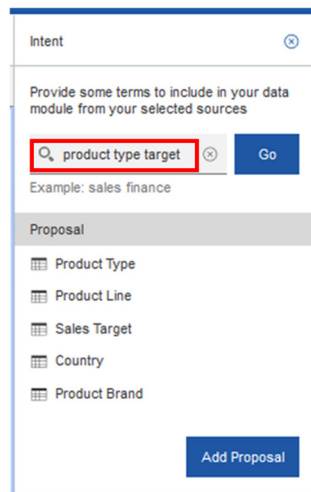 Intent
Provide some terms to include in your data
module from your selected sources
product type target
Go
Example: sales finance
Proposal
Product Type
Product Line
Sales Target
Country
Product Brand
Add Proposal